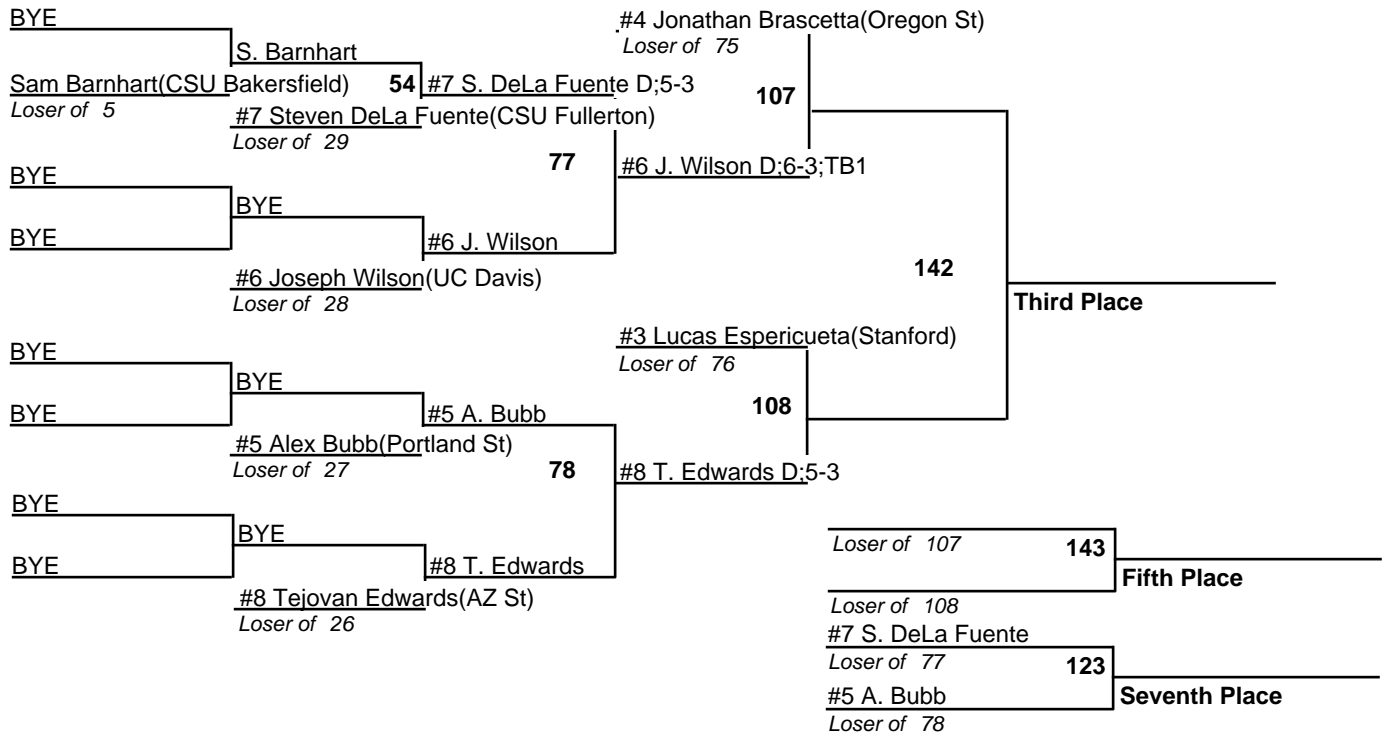 BYE
#4 Jonathan Brascetta(Oregon St)
Loser of 75
S. Barnhart
Sam Barnhart(CSU Bakersfield)
54
#7 S. DeLa Fuente D;5-3
107
Loser of 5
#7 Steven DeLa Fuente(CSU Fullerton)
Loser of 29
77
#6 J. Wilson D;6-3;TB1
BYE
BYE
BYE
#6 J. Wilson
142
#6 Joseph Wilson(UC Davis)
Loser of 28
Third Place
#3 Lucas Espericueta(Stanford)
Loser of 76
BYE
BYE
BYE
#5 A. Bubb
108
#5 Alex Bubb(Portland St)
Loser of 27
78
#8 T. Edwards D;5-3
BYE
BYE
BYE
#8 T. Edwards
#8 Tejovan Edwards(AZ St)
Loser of 26
Loser of 107
143
Fifth Place
Loser of 108
#7 S. DeLa Fuente
Loser of 77
123
#5 A. Bubb
Seventh Place
Loser of 78